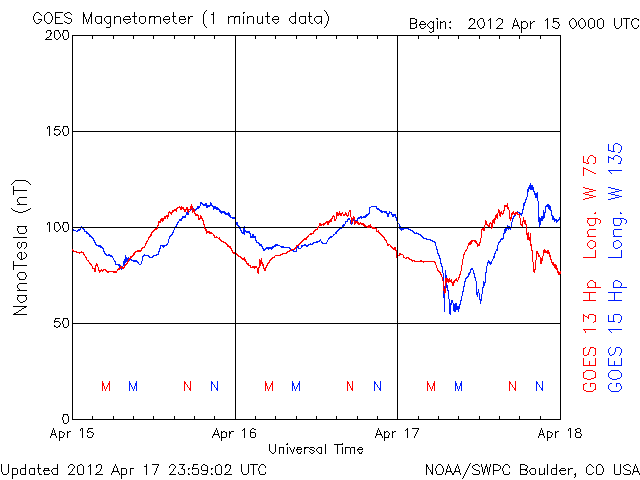 GOES Magnetometer (1 minute data)
Begin: 2012 Apr 15 0000 UTC
200
150
100
50
0
NanoTesla (nT)
M M N N M M N N M M N N
Apr 15 Apr 16 Apr 17 Apr 18
Universal Time
GOES 13 Hp Long. W 75
GOES 15 Hp Long. W 135
Updated 2012 Apr 17 23:59:02 UTC
NOAA/SWPC Boulder, CO USA